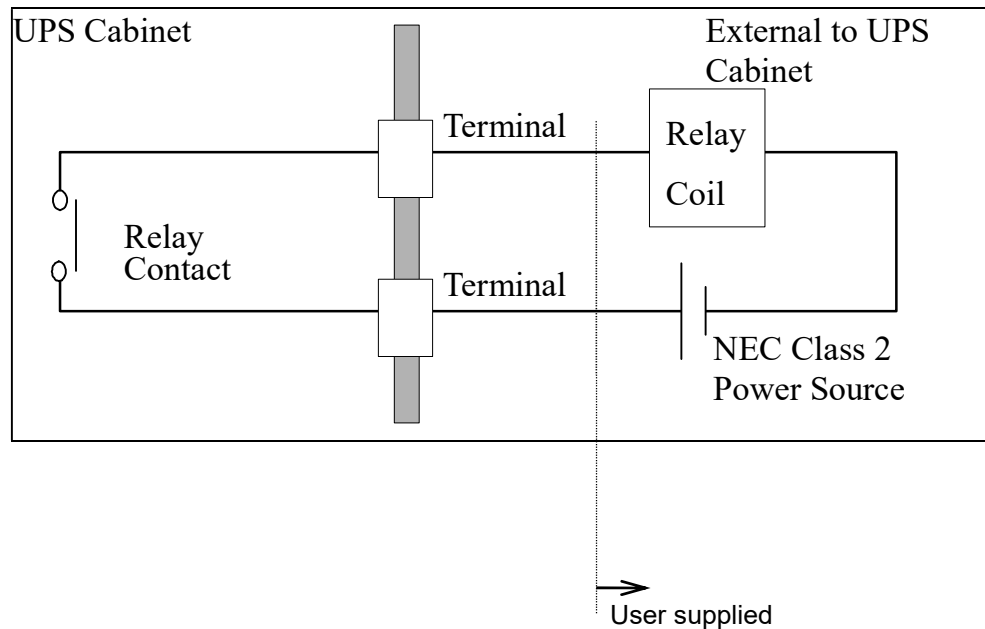 UPS Cabinet
External to UPS
Cabinet
Terminal
Relay
Coil
Relay
Contact
Terminal
NEC Class 2
Power Source
User supplied